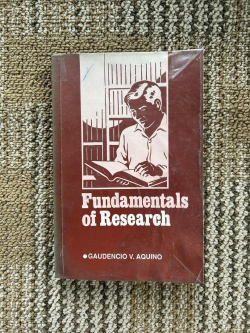 Fundamentals
of Research
●GAUDENCIO V. AQUINO